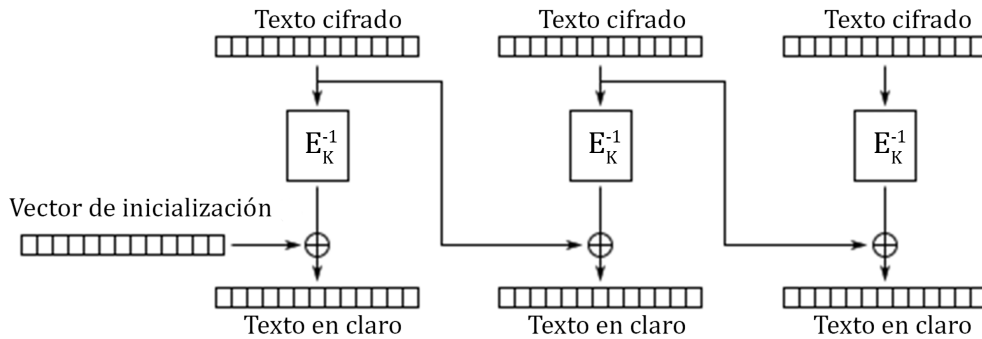 Texto cifrado
Texto cifrado
Texto cifrado
E_K^-1
E_K^-1
E_K^-1
Vector de inicialización
Texto en claro
Texto en claro
Texto en claro